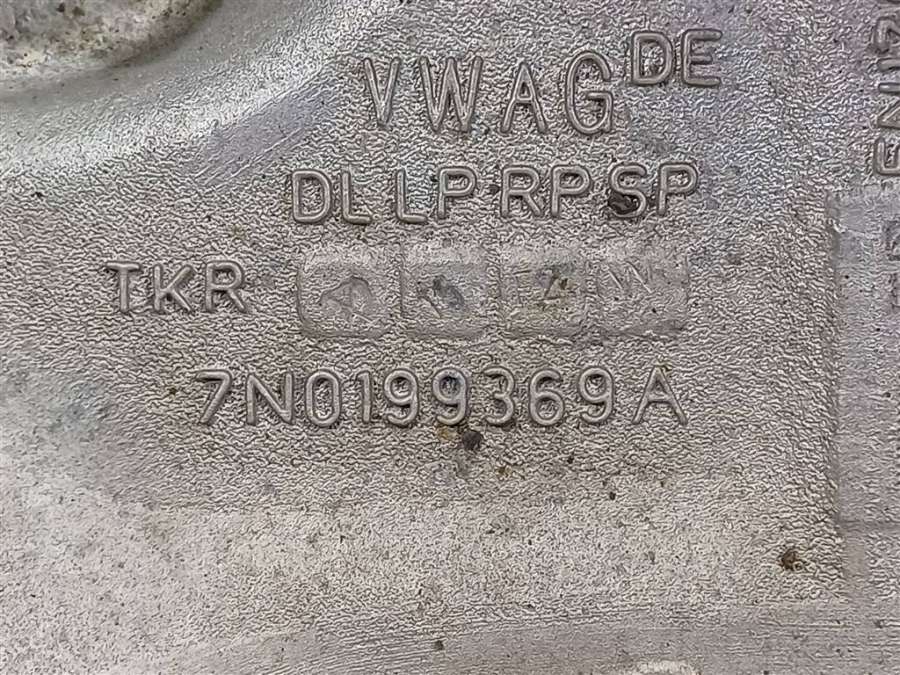 VWAG DE
DL LP RP SP
TKR
7N0199369A